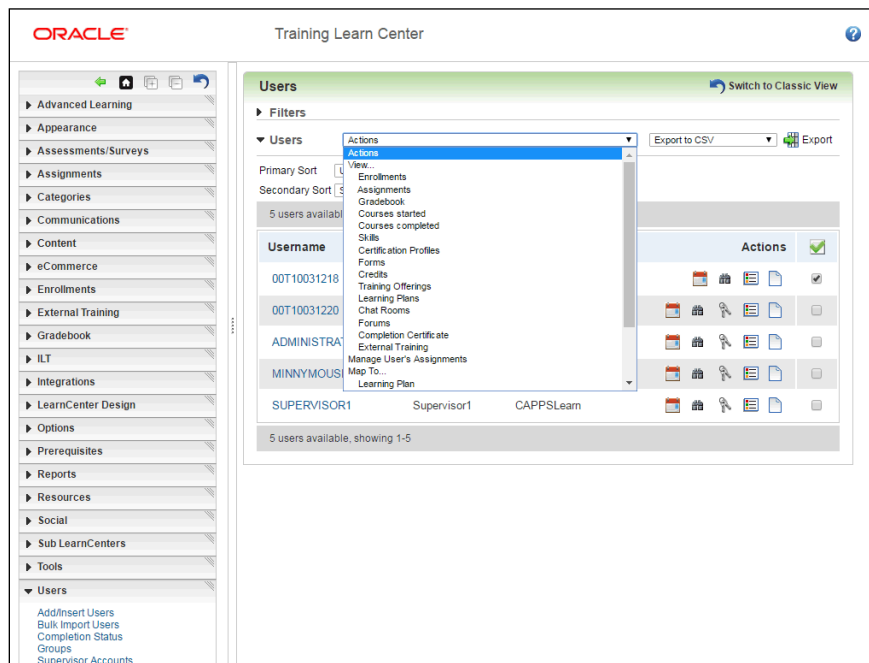 ORACLE
Training Learn Center
Advanced Learning
Appearance
Assessments/Surveys
Assignments
Categories
Communications
Content
eCommerce
Enrollments
External Training
Gradebook
ILT
Integrations
LearnCenter Design
Options
Prerequisites
Reports
Resources
Social
Sub LearnCenters
Tools
Users
Add/Insert Users
Bulk Import Users
Completion Status
Groups
Supervisor Accounts
Users
Switch to Classic View
Filters
Users
Actions
Export to CSV
Export
Primary Sort
Secondary Sort
5 users availabl
Actions
View...
Enrollments
Assignments
Gradebook
Courses started
Courses completed
Skills
Certification Profiles
Forms
Credits
Training Offerings
Learning Plans
Chat Rooms
Forums
Completion Certificate
External Training
Manage User's Assignments
Map To...
Learning Plan
Username
Actions
00T10031218
00T10031220
ADMINISTRAT
MINNYMOUS
SUPERVISOR1 Supervisor1 CAPPSLearn
5 users available, showing 1-5